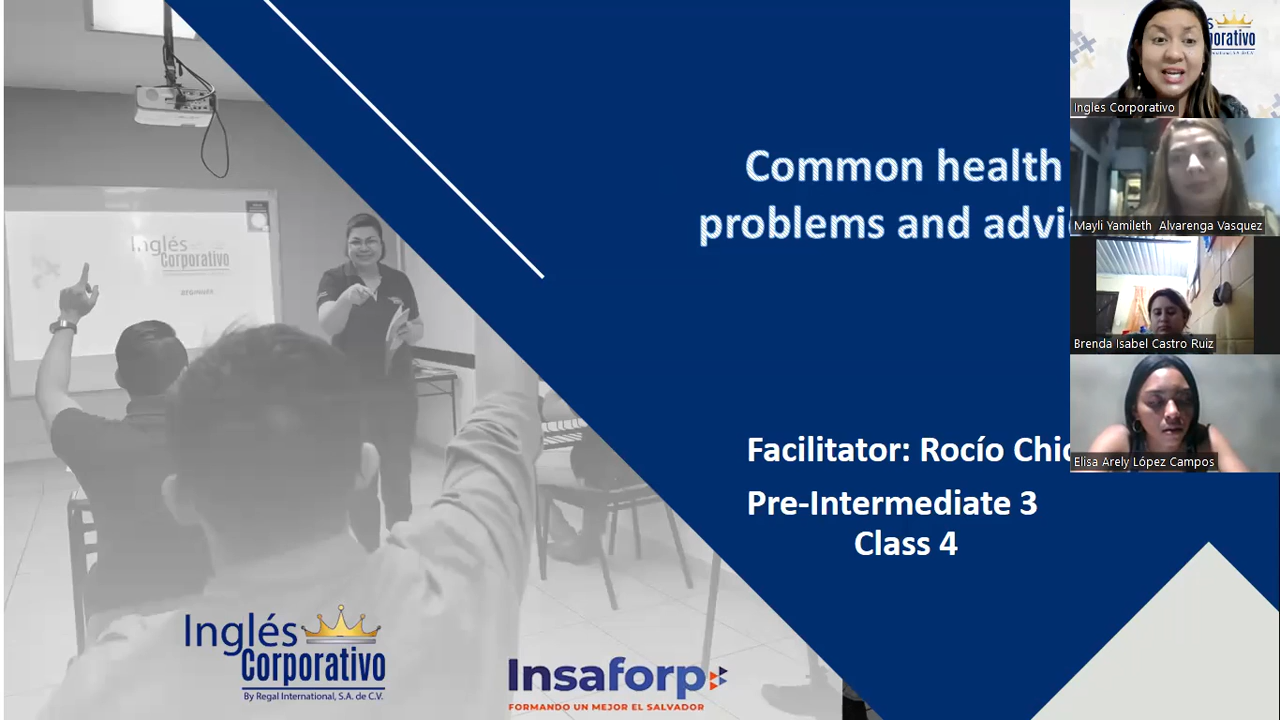 Common health
problems and advi
Facilitator: Rocío Chic
Pre-Intermediate 3
Class 4
Inglés
Corporativo
By Regal International, S.A. de C.V.
Insaforp
FORMANDO UN MEJOR EL SALVADOR
Inglés
Corporativo
Ingles Corporativo
Mayli Yamileth Alvarenga Vasquez
Brenda Isabel Castro Ruiz
Elisa Arely López Campos